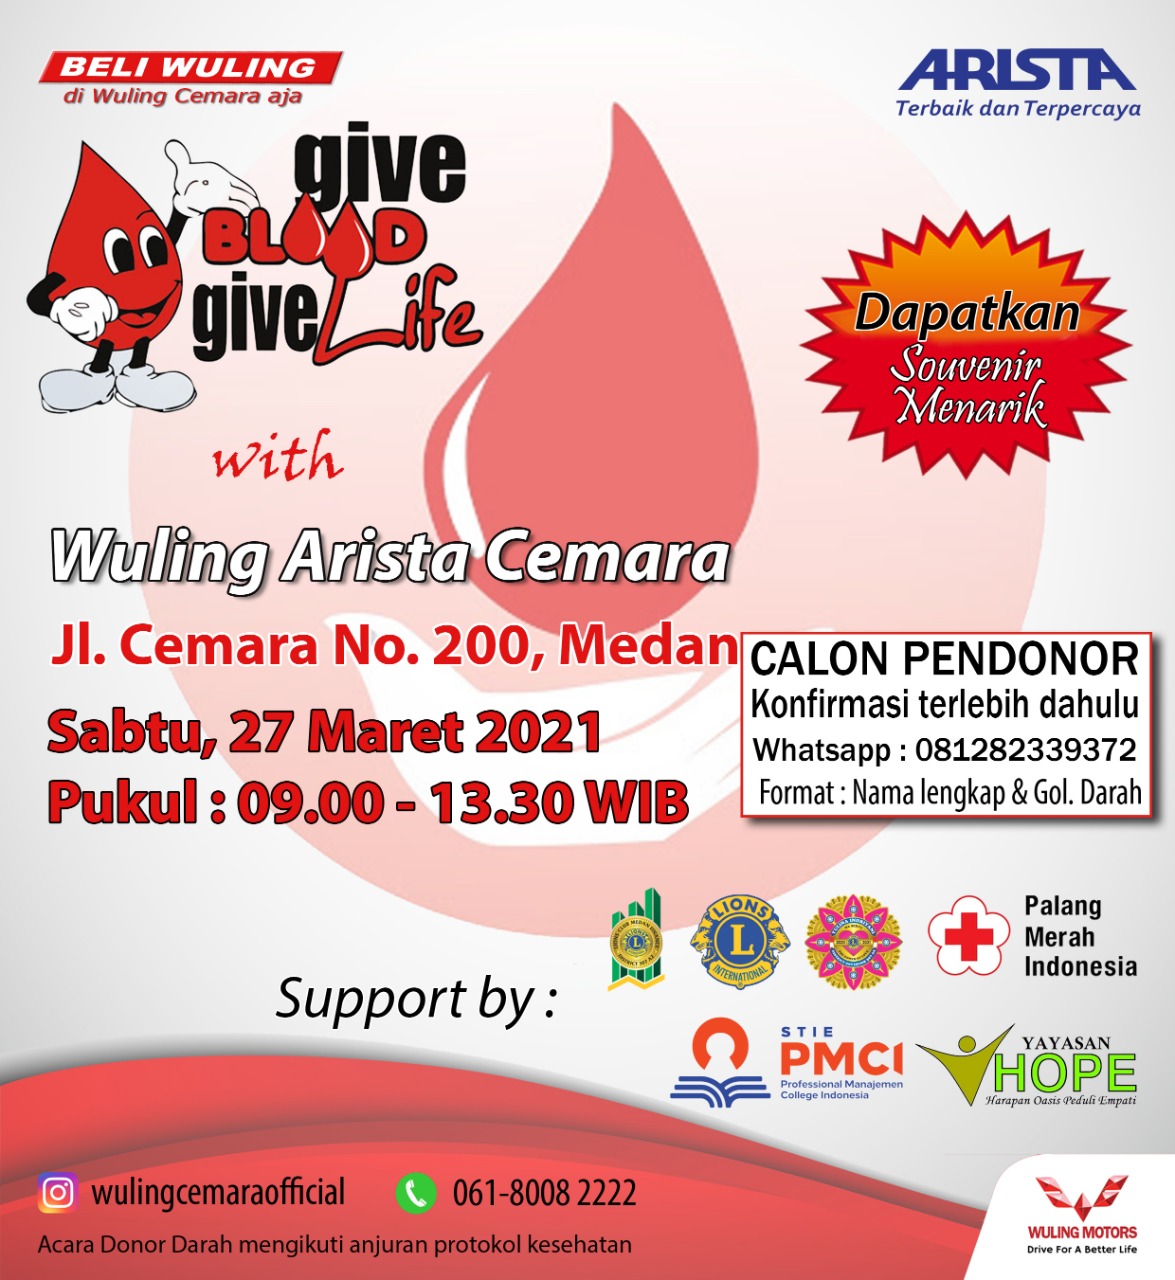 BELI WULING
di Wuling Cemara aja
ARISTA
Terbaik dan Terpercaya
give
BLOOD
give Life
Dapatkan
Souvenir
Menarik
with
Wuling Arista Cemara
Jl. Cemara No. 200, Medan
Sabtu, 27 Maret 2021
Pukul : 09.00 - 13.30 WIB
CALON PENDONOR
Konfirmasi terlebih dahulu
Whatsapp : 081282339372
Format : Nama lengkap & Gol. Darah
Support by :
LIONS
L
INTERNATIONAL
Palang
Merah
Indonesia
STIE
PMCI
Professional Manajemen
College Indonesia
YAYASAN
HOPE
Harapan Oasis Peduli Empati
wulingcemaraofficial
061-8008 2222
Acara Donor Darah mengikuti anjuran protokol kesehatan
WULING MOTORS
Drive For A Better Life